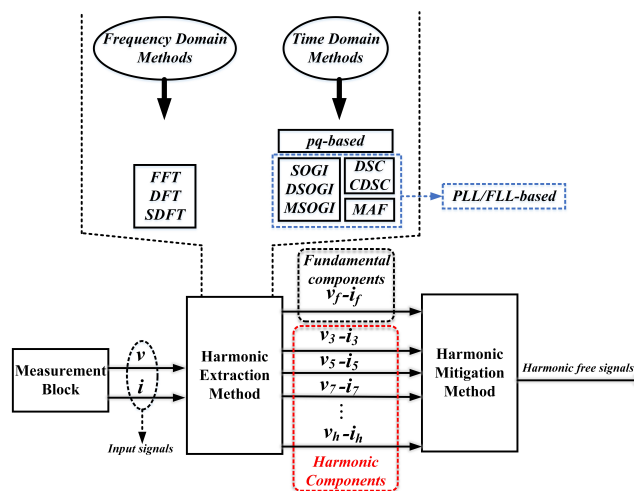 Frequency Domain
Methods
Time Domain
Methods
pq-based
FFT
DFT
SDFT
SOGI
DSOGI
MSOGI
DSC
CDSC
MAF
PLL/FLL-based
Fundamental
components
vf-if
Measurement
Block
v
i
Input signals
Harmonic
Extraction
Method
v3-i3
v5-i5
v7-i7
⋮
vh-ih
Harmonic
Components
Harmonic
Mitigation
Method
Harmonic free signals